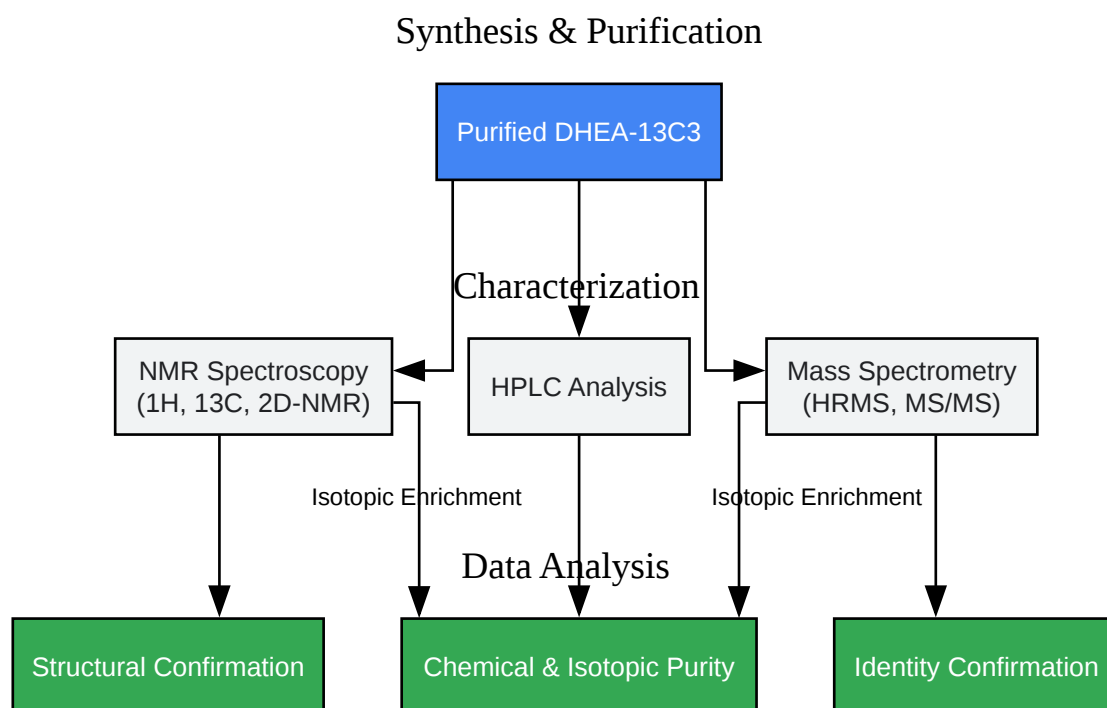 Synthesis & Purification
Purified DHEA-13C3
Characterization
NMR Spectroscopy
(1H, 13C, 2D-NMR)
HPLC Analysis
Mass Spectrometry
(HRMS, MS/MS)
Isotopic Enrichment
Isotopic Enrichment
Data Analysis
Structural Confirmation
Chemical & Isotopic Purity
Identity Confirmation